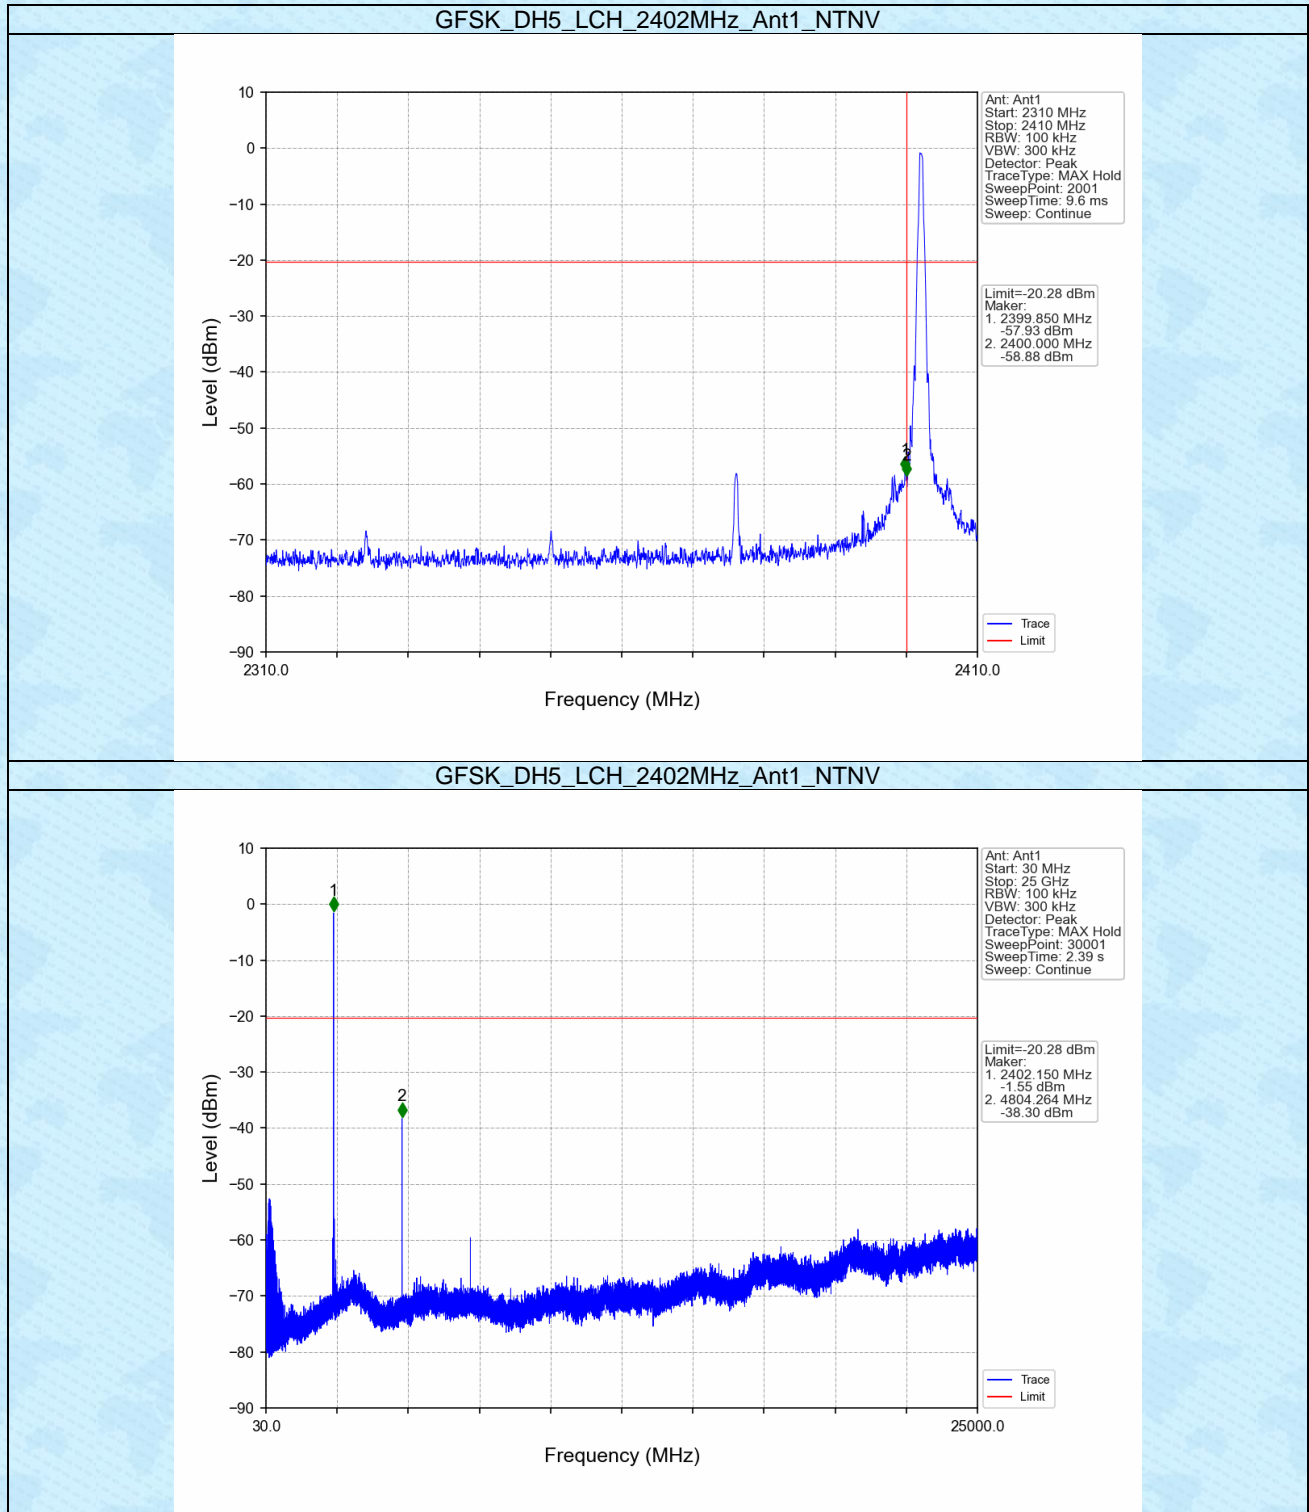 GFSK_DH5_LCH_2402MHz_Ant1_NTNV
10
0
−10
−20
−30
−40
−50
−60
−70
−80
−90
Level (dBm)
2310.0
2410.0
Frequency (MHz)
1
2
Ant: Ant1
Start: 2310 MHz
Stop: 2410 MHz
RBW: 100 kHz
VBW: 300 kHz
Detector: Peak
TraceType: MAX Hold
SweepPoint: 2001
SweepTime: 9.6 ms
Sweep: Continue
Limit=-20.28 dBm
Maker:
1. 2399.850 MHz
-57.93 dBm
2. 2400.000 MHz
-58.88 dBm
Trace
Limit
GFSK_DH5_LCH_2402MHz_Ant1_NTNV
10
0
−10
−20
−30
−40
−50
−60
−70
−80
−90
Level (dBm)
30.0
25000.0
Frequency (MHz)
1
2
Ant: Ant1
Start: 30 MHz
Stop: 25 GHz
RBW: 100 kHz
VBW: 300 kHz
Detector: Peak
TraceType: MAX Hold
SweepPoint: 30001
SweepTime: 2.39 s
Sweep: Continue
Limit=-20.28 dBm
Maker:
1. 2402.150 MHz
-1.55 dBm
2. 4804.264 MHz
-38.30 dBm
Trace
Limit